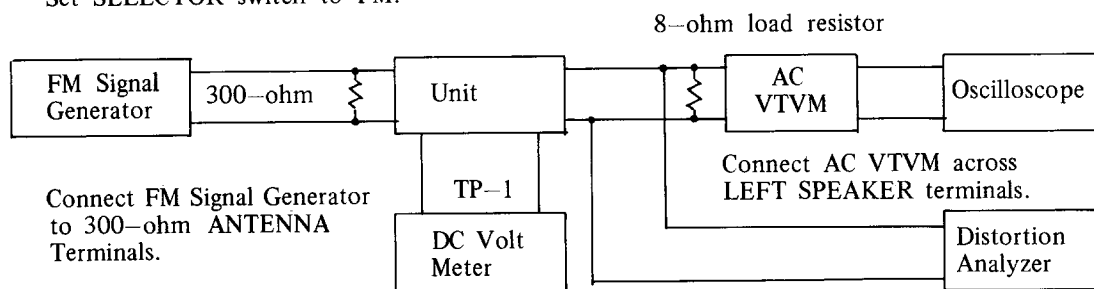 Set SELECTOR switch to FM.
8—ohm load resistor
FM Signal
Generator
300—ohm
Unit
AC
VTVM
Oscilloscope
Connect FM Signal Generator
to 300—ohm ANTENNA
Terminals.
TP—1
DC Volt
Meter
Connect AC VTVM across
LEFT SPEAKER terminals.
Distortion
Analyzer